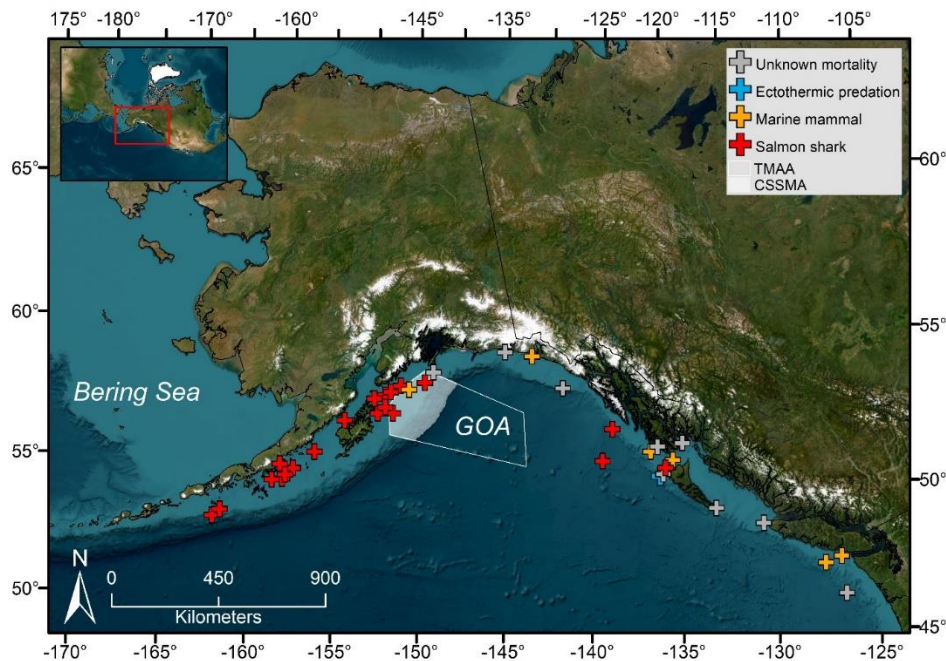 -175° -180° -170° -160° -150° -145° -135° -125° -120° -115° -110° -105°
Unknown mortality
Ectothermic predation
Marine mammal
Salmon shark
TMAA
CSSMA
65°
60°
60°
55°
Bering Sea
GOA
55°
50°
N
0 450 900
Kilometers
50°
45°
-170° -165° -160° -155° -150° -145° -140° -135° -130° -125°